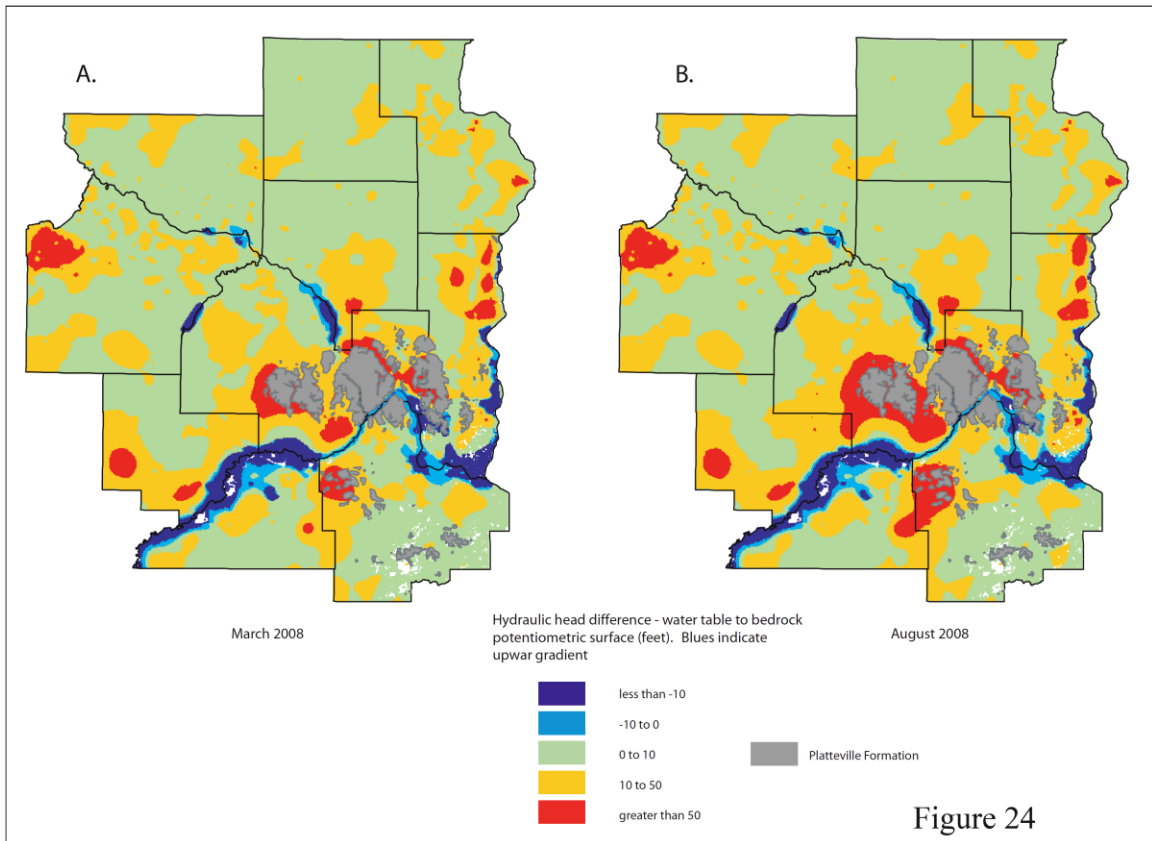 A.
B.
March 2008
Hydraulic head difference - water table to bedrock
potentiometric surface (feet).  Blues indicate
upwar gradient
August 2008
less than -10
-10 to 0
0 to 10
Platteville Formation
10 to 50
greater than 50
Figure 24